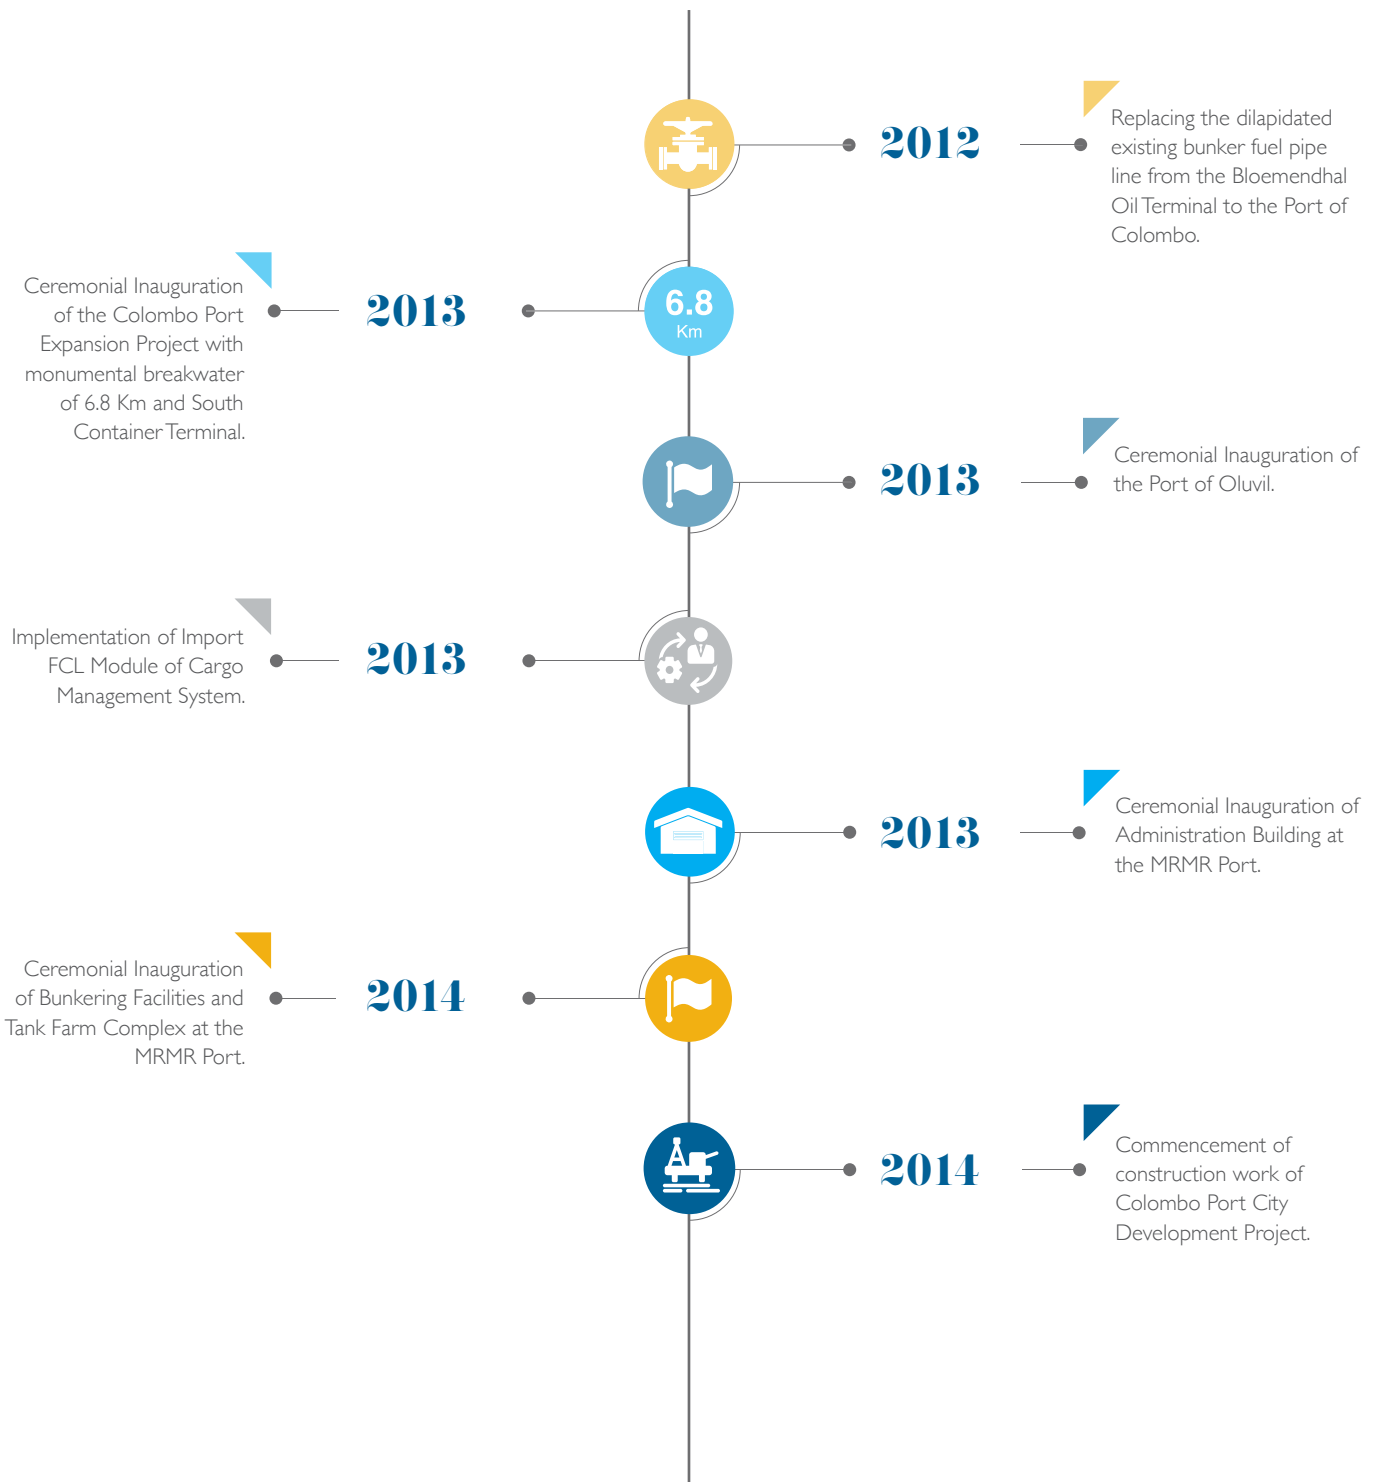 2012
Replacing the dilapidated
existing bunker fuel pipe
line from the Bloemendhal
Oil Terminal to the Port of
Colombo.
Ceremonial Inauguration
of the Colombo Port
Expansion Project with
monumental breakwater
of 6.8 Km and South
Container Terminal.
2013
6.8
Km
2013
Ceremonial Inauguration of
the Port of Oluvil.
Implementation of Import
FCL Module of Cargo
Management System.
2013
2013
Ceremonial Inauguration of
Administration Building at
the MRMR Port.
Ceremonial Inauguration
of Bunkering Facilities and
Tank Farm Complex at the
MRMR Port.
2014
2014
Commencement of
construction work of
Colombo Port City
Development Project.